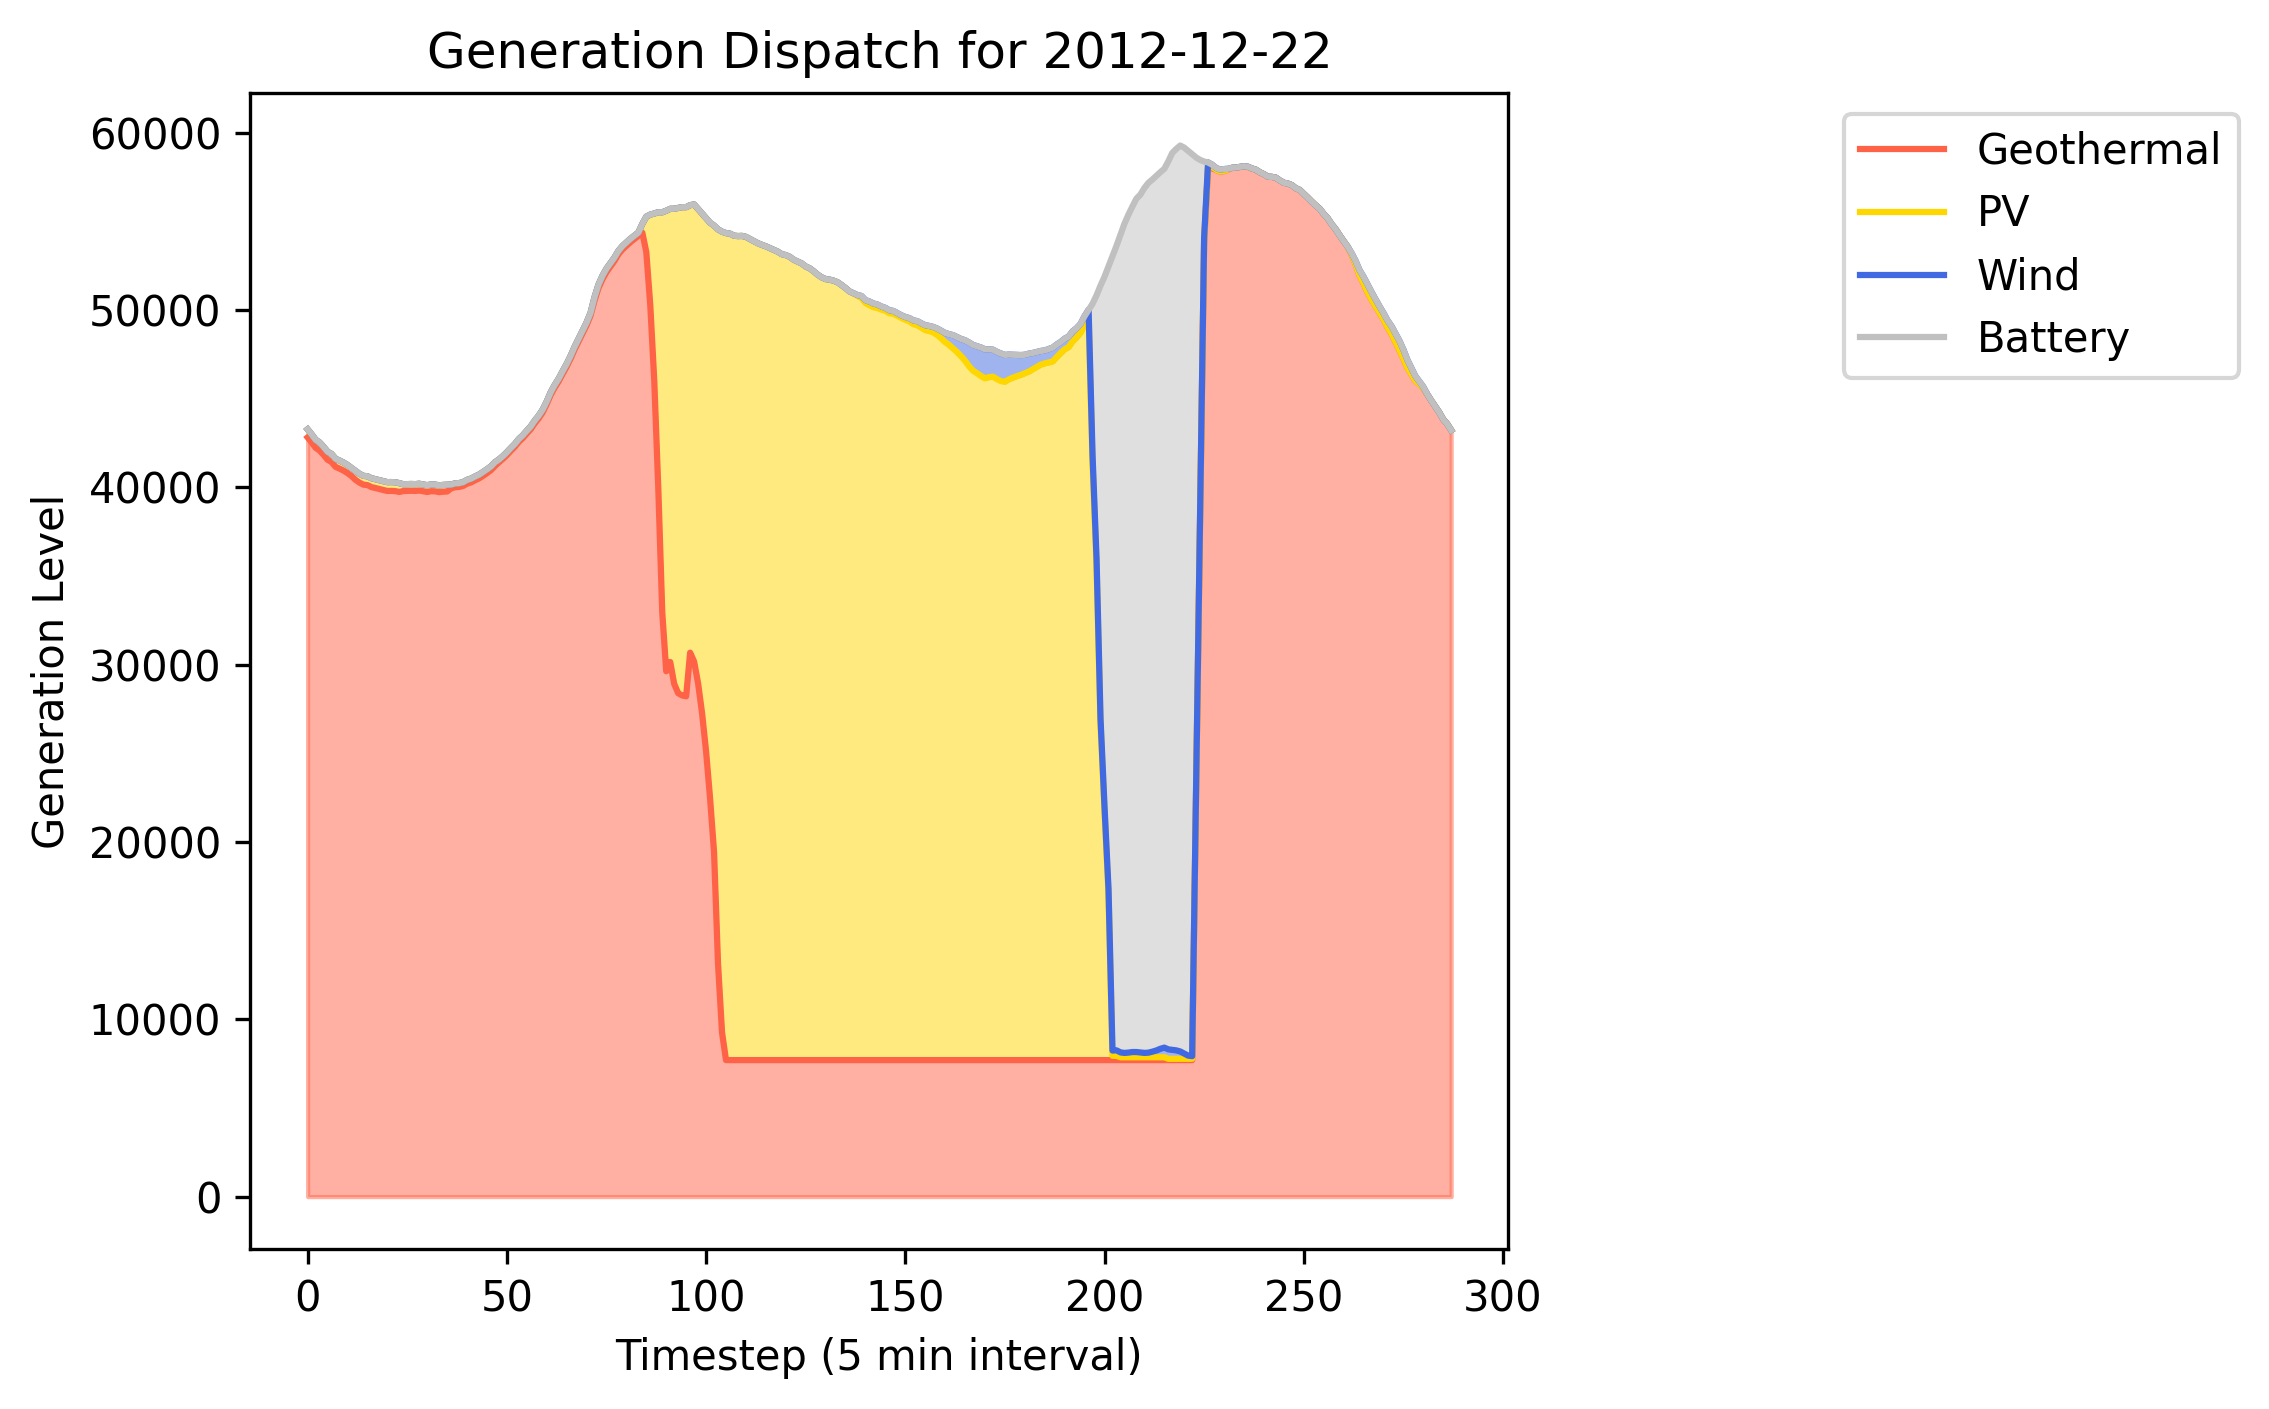 Generation Dispatch for 2012-12-22
Generation Level
60000
50000
40000
30000
20000
10000
0
0 50 100 150 200 250 300
Timestep (5 min interval)
Geothermal
PV
Wind
Battery